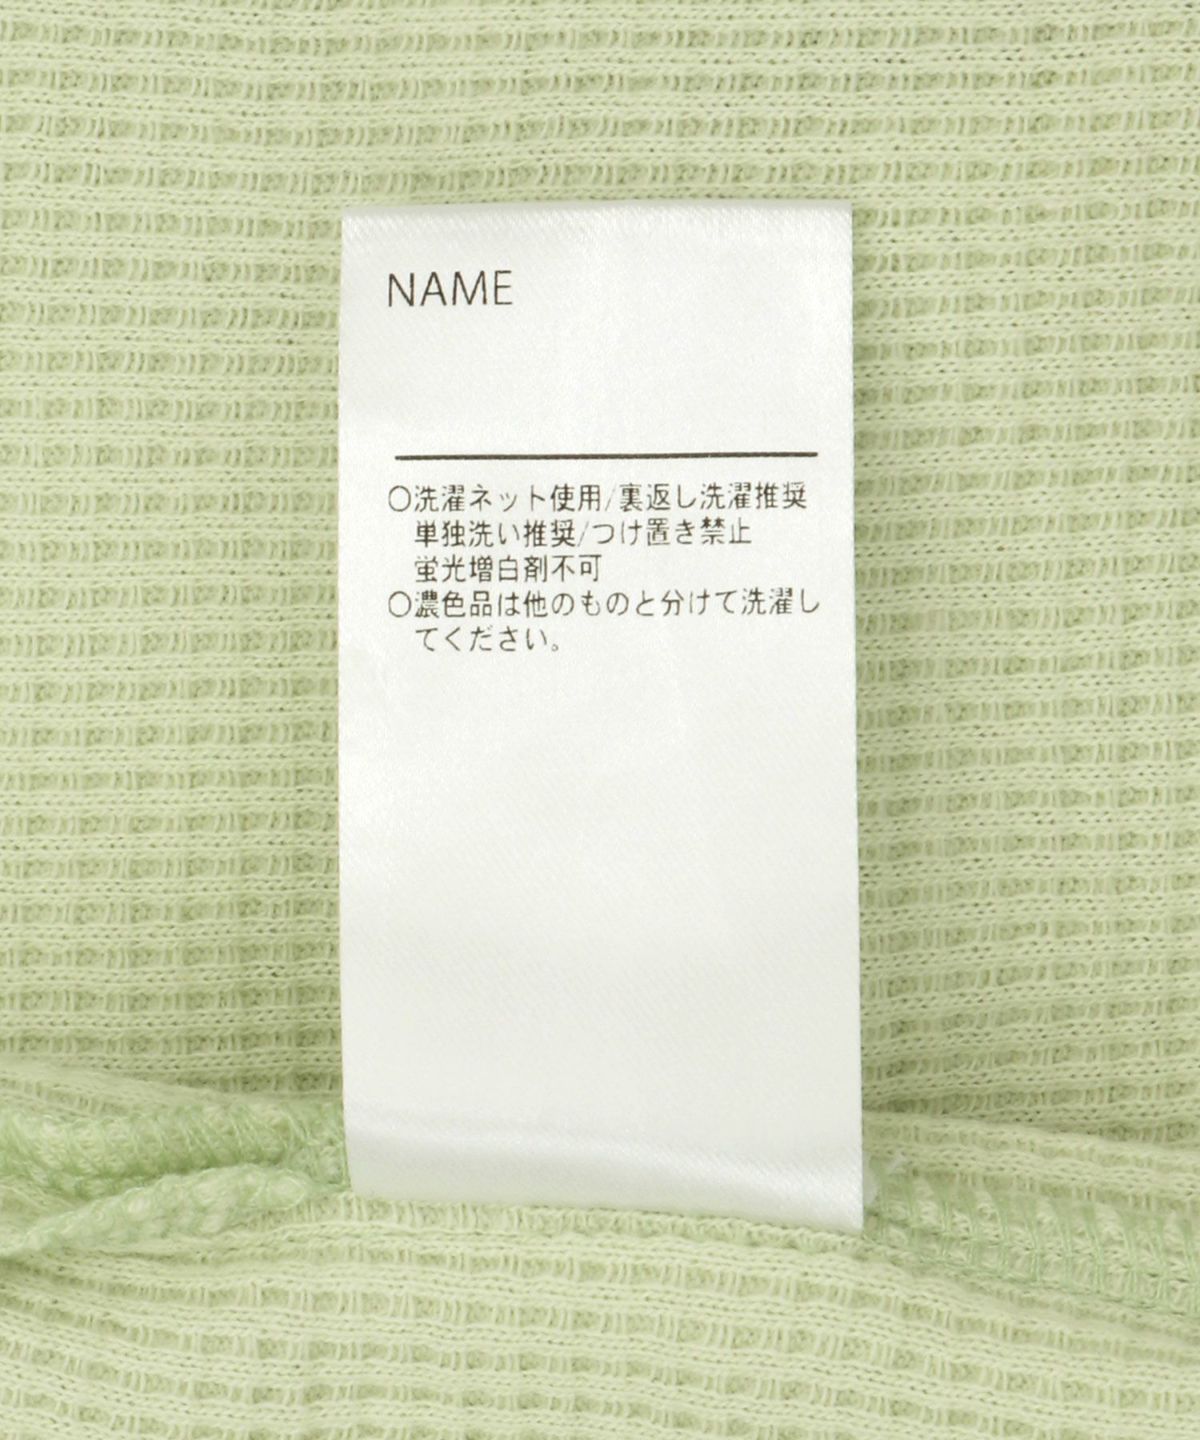 NAME
○洗濯ネット使用/裏返し洗濯推奨
単独洗い推奨/つけ置き禁止
蛍光増白剤不可
○濃色品は他のものと分けて洗濯し
てください。